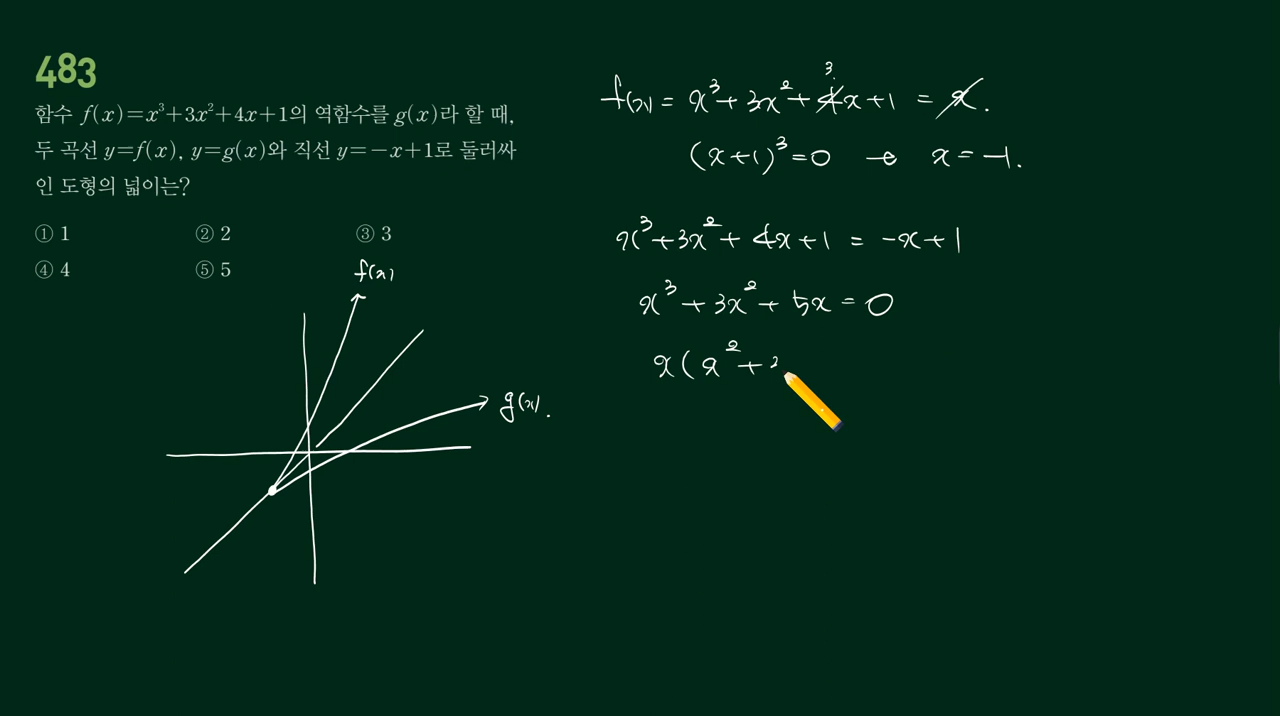 483
함수 f(x)=x³+3x²+4x+1의 역함수를 g(x)라 할 때,
두 곡선 y=f(x), y=g(x)와 직선 y=-x+1로 둘러싸
인 도형의 넓이는?
① 1 ② 2 ③ 3
④ 4 ⑤ 5
f(x)
g(x).
f(x) = x³+3x²+4x+1 = x.
3
(x+1)³=0 → x=-1.
x³+3x²+4x+1 = -x+1
x³+3x²+5x=0
x(x²+